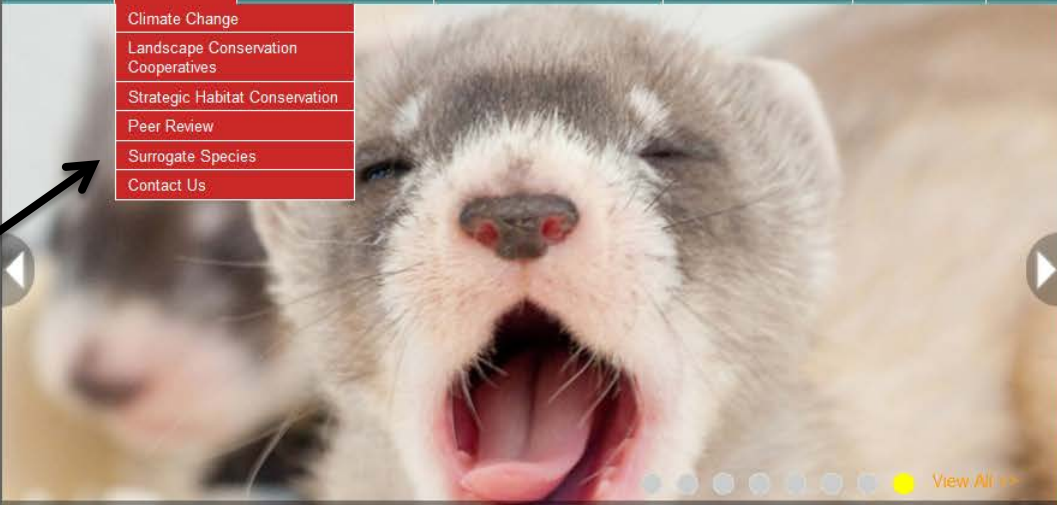 Climate Change
Landscape Conservation
Cooperatives
Strategic Habitat Conservation
Peer Review
Surrogate Species
Contact Us
View All >>